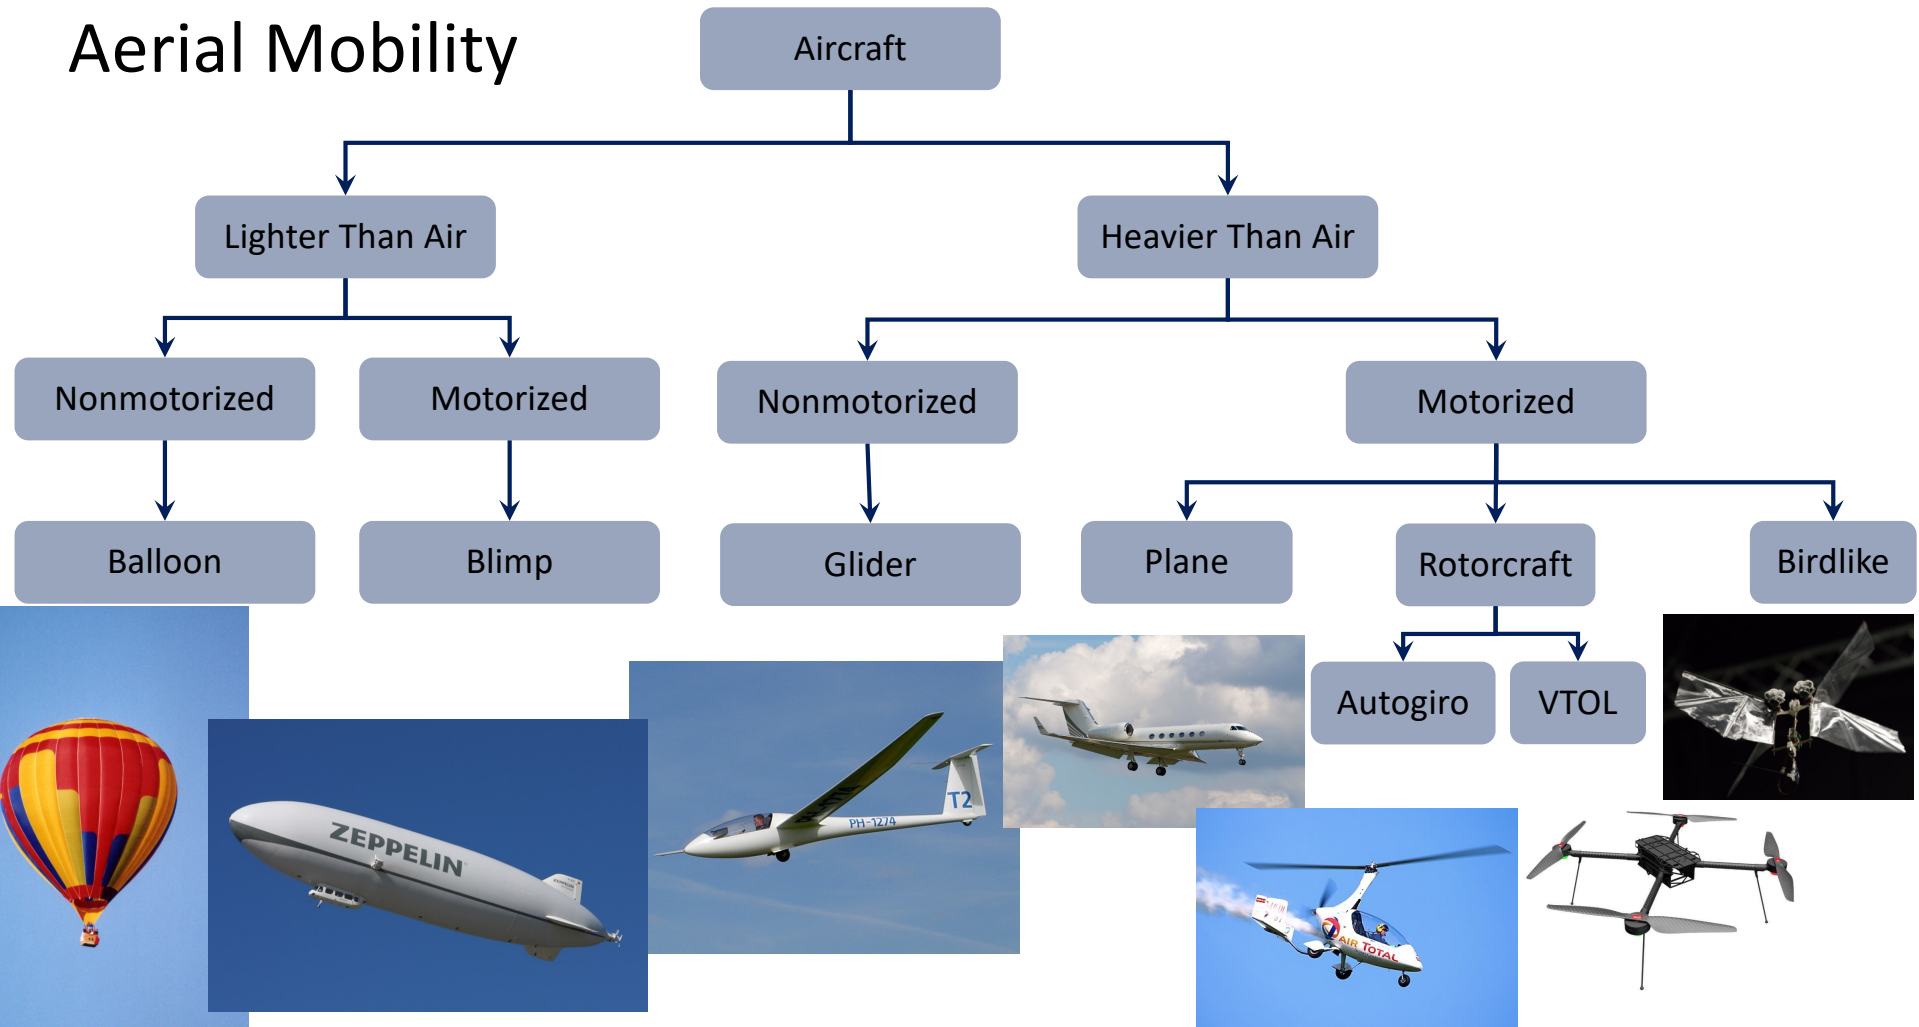 Aerial Mobility
Aircraft
Lighter Than Air
Heavier Than Air
Nonmotorized
Motorized
Nonmotorized
Motorized
Balloon
Blimp
Glider
Plane
Rotorcraft
Birdlike
Autogiro
VTOL
ZEPPELIN
ZEPPELIN
T2
PH-1274
AIR TOTAL